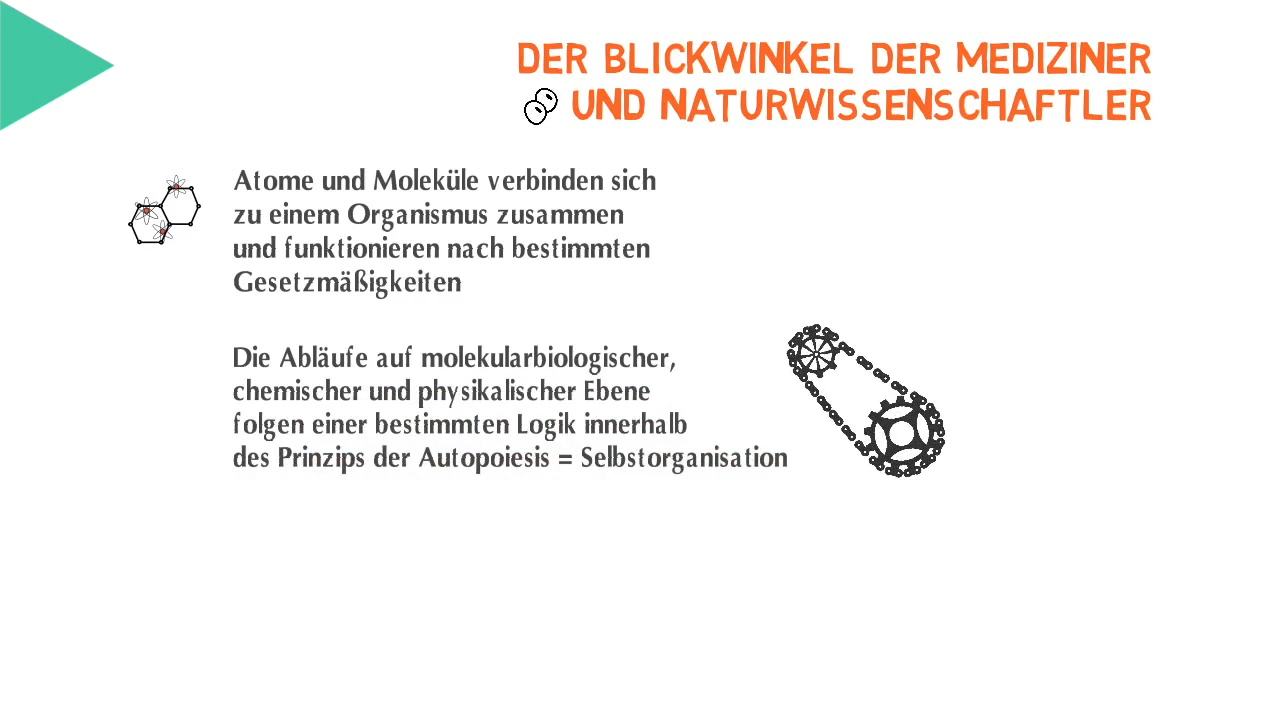 DER BLICKWINKEL DER MEDIZINER
UND NATURWISSENSCHAFTLER
Atome und Moleküle verbinden sich
zu einem Organismus zusammen
und funktionieren nach bestimmten
Gesetzmäßigkeiten
Die Abläufe auf molekularbiologischer,
chemischer und physikalischer Ebene
folgen einer bestimmten Logik innerhalb
des Prinzips der Autopoiesis = Selbstorganisation